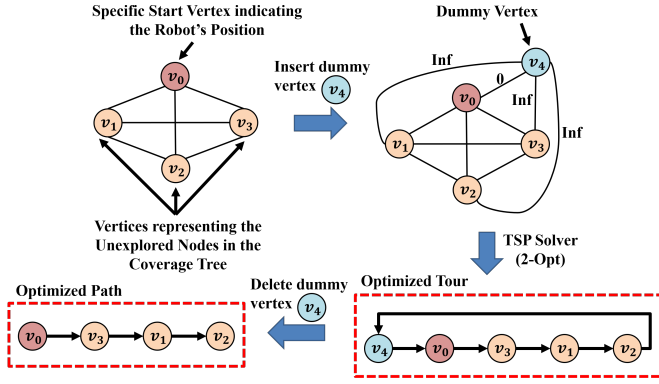 Specific Start Vertex indicating
the Robot's Position
v0
v1
v3
v2
Vertices representing the
Unexplored Nodes in the
Coverage Tree
Insert dummy
vertex v4
Dummy Vertex
v4
Inf
0
Inf
Inf
v0
v1
v3
v2
TSP Solver
(2-Opt)
Optimized Tour
v4 v0 v3 v1 v2
Delete dummy
vertex v4
Optimized Path
v0 v3 v1 v2